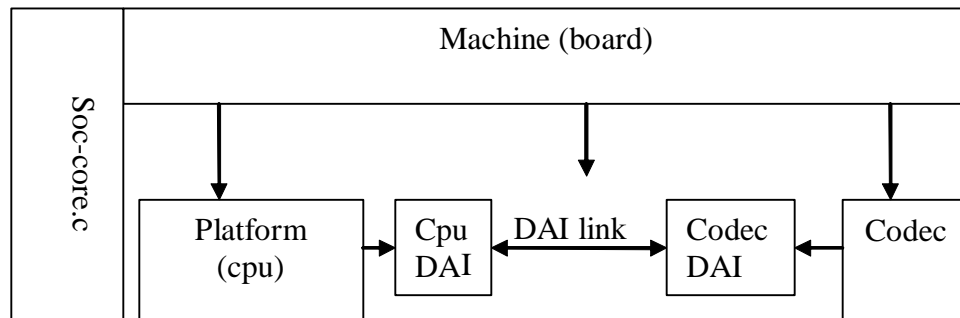 Soc-core.c
Machine (board)
Platform
(cpu)
Cpu
DAI
DAI link
Codec
DAI
Codec